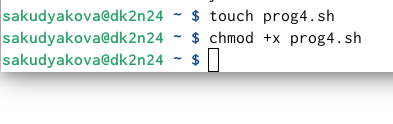 sakudyakova@dk2n24 ~ $ touch prog4.sh
sakudyakova@dk2n24 ~ $ chmod +x prog4.sh
sakudyakova@dk2n24 ~ $